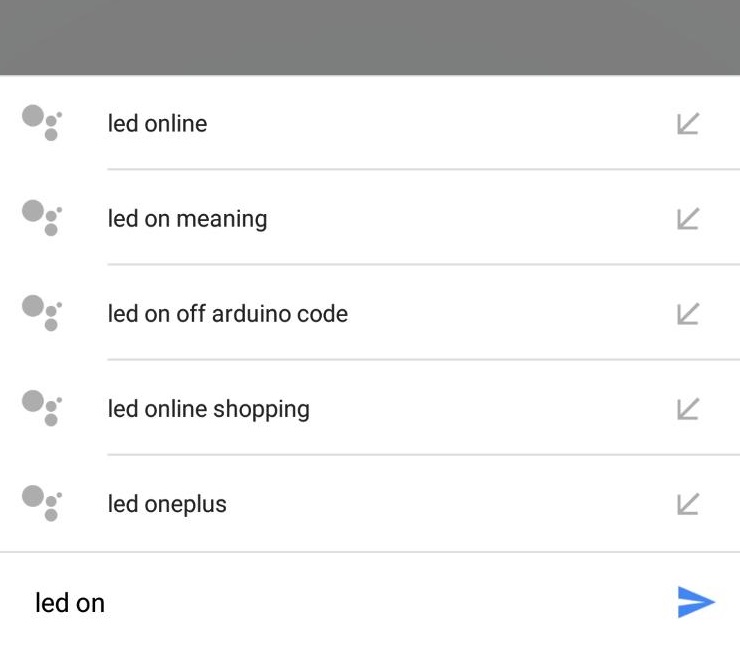 led online
led on meaning
led on off arduino code
led online shopping
led oneplus
led on